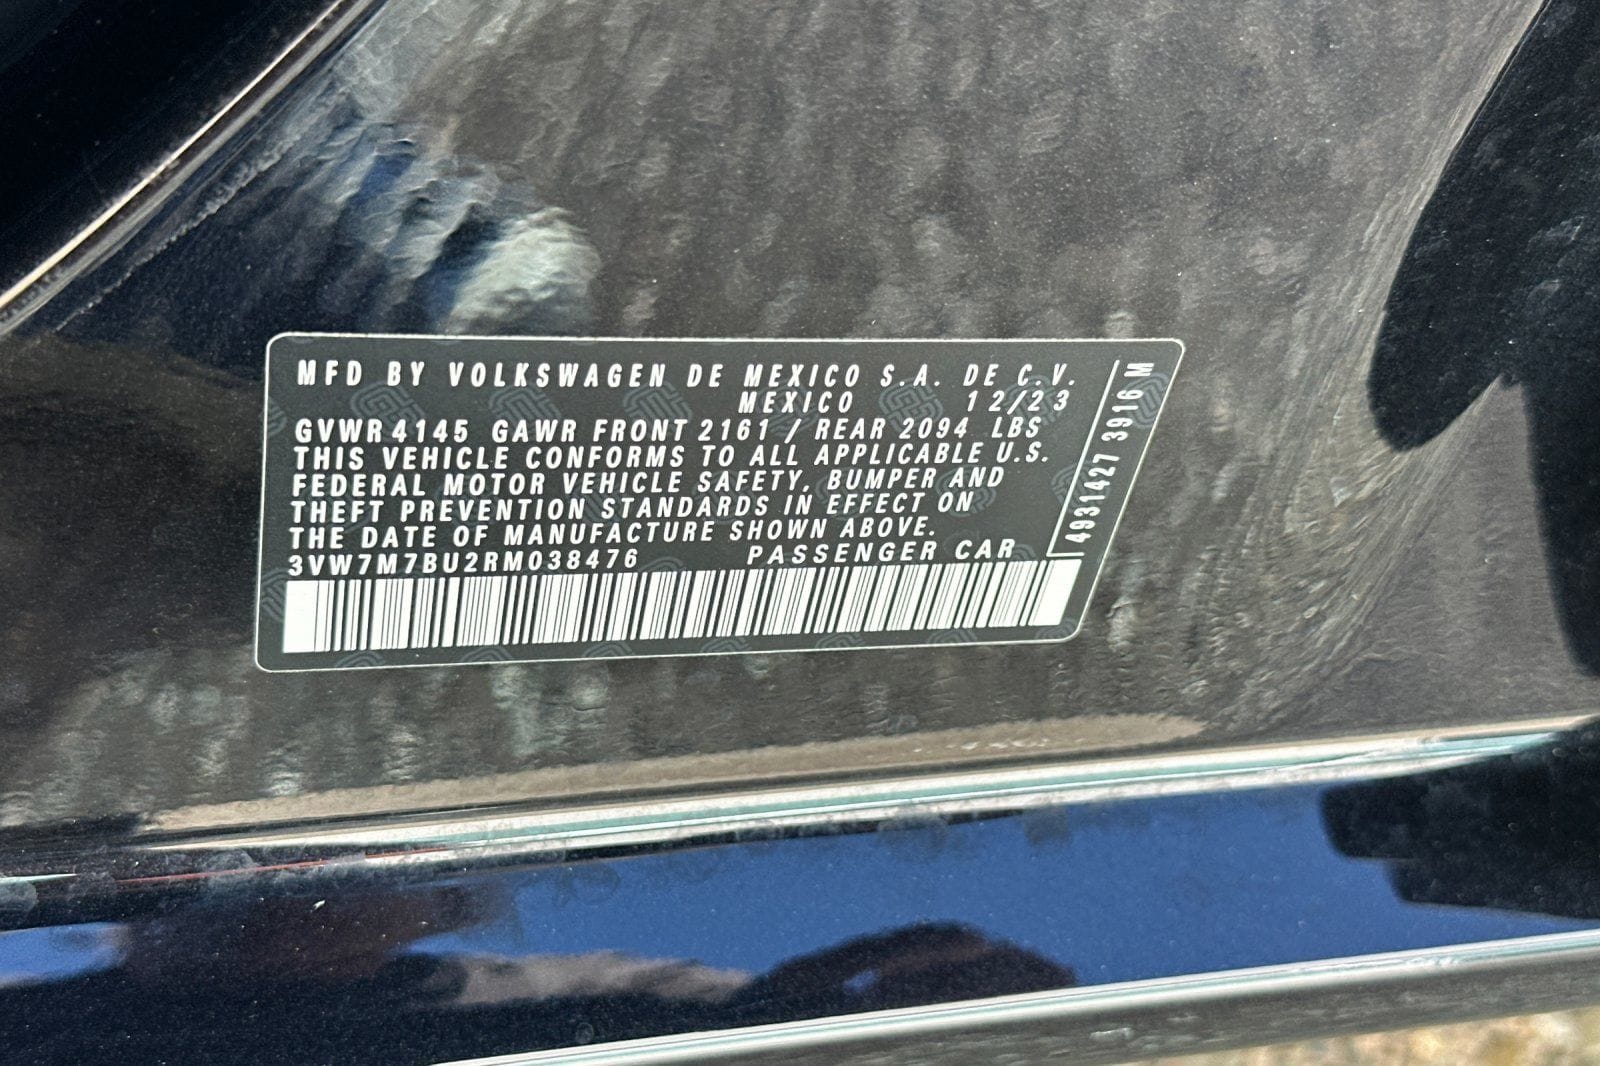 MFD BY VOLKSWAGEN DE MEXICO S.A. DE C.V.
MEXICO 12/23
GVWR 4145 GAWR FRONT 2161 / REAR 2094 LBS
THIS VEHICLE CONFORMS TO ALL APPLICABLE U.S.
FEDERAL MOTOR VEHICLE SAFETY, BUMPER AND
THEFT PREVENTION STANDARDS IN EFFECT ON
THE DATE OF MANUFACTURE SHOWN ABOVE.
3VW7M7BU2RM038476 PASSENGER CAR
4931427 3916 M